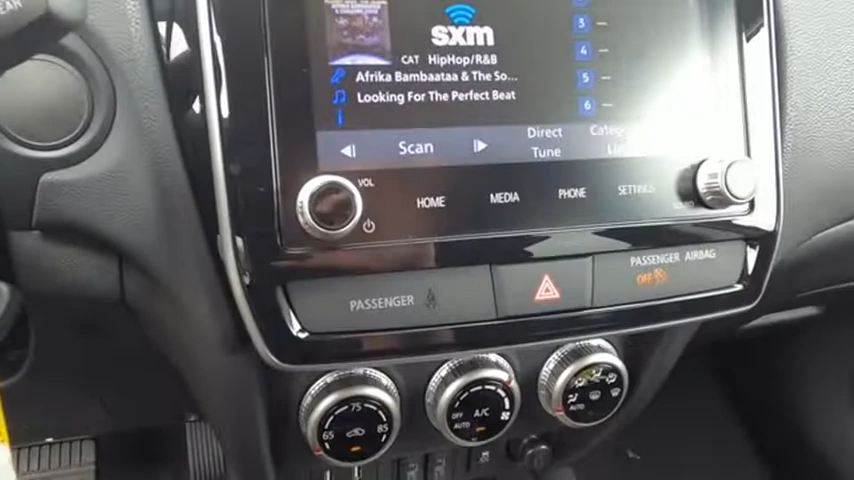 sxm
CAT HipHop/R&B
Afrika Bambaataa & The So...
Looking For The Perfect Beat
3
4
5
6
Scan
Direct Tune
VOL
HOME
MEDIA
PHONE
SETTINGS
PASSENGER
PASSENGER AIRBAG
OFF
65
75
85
OFF
A/C
AUTO
AUTO